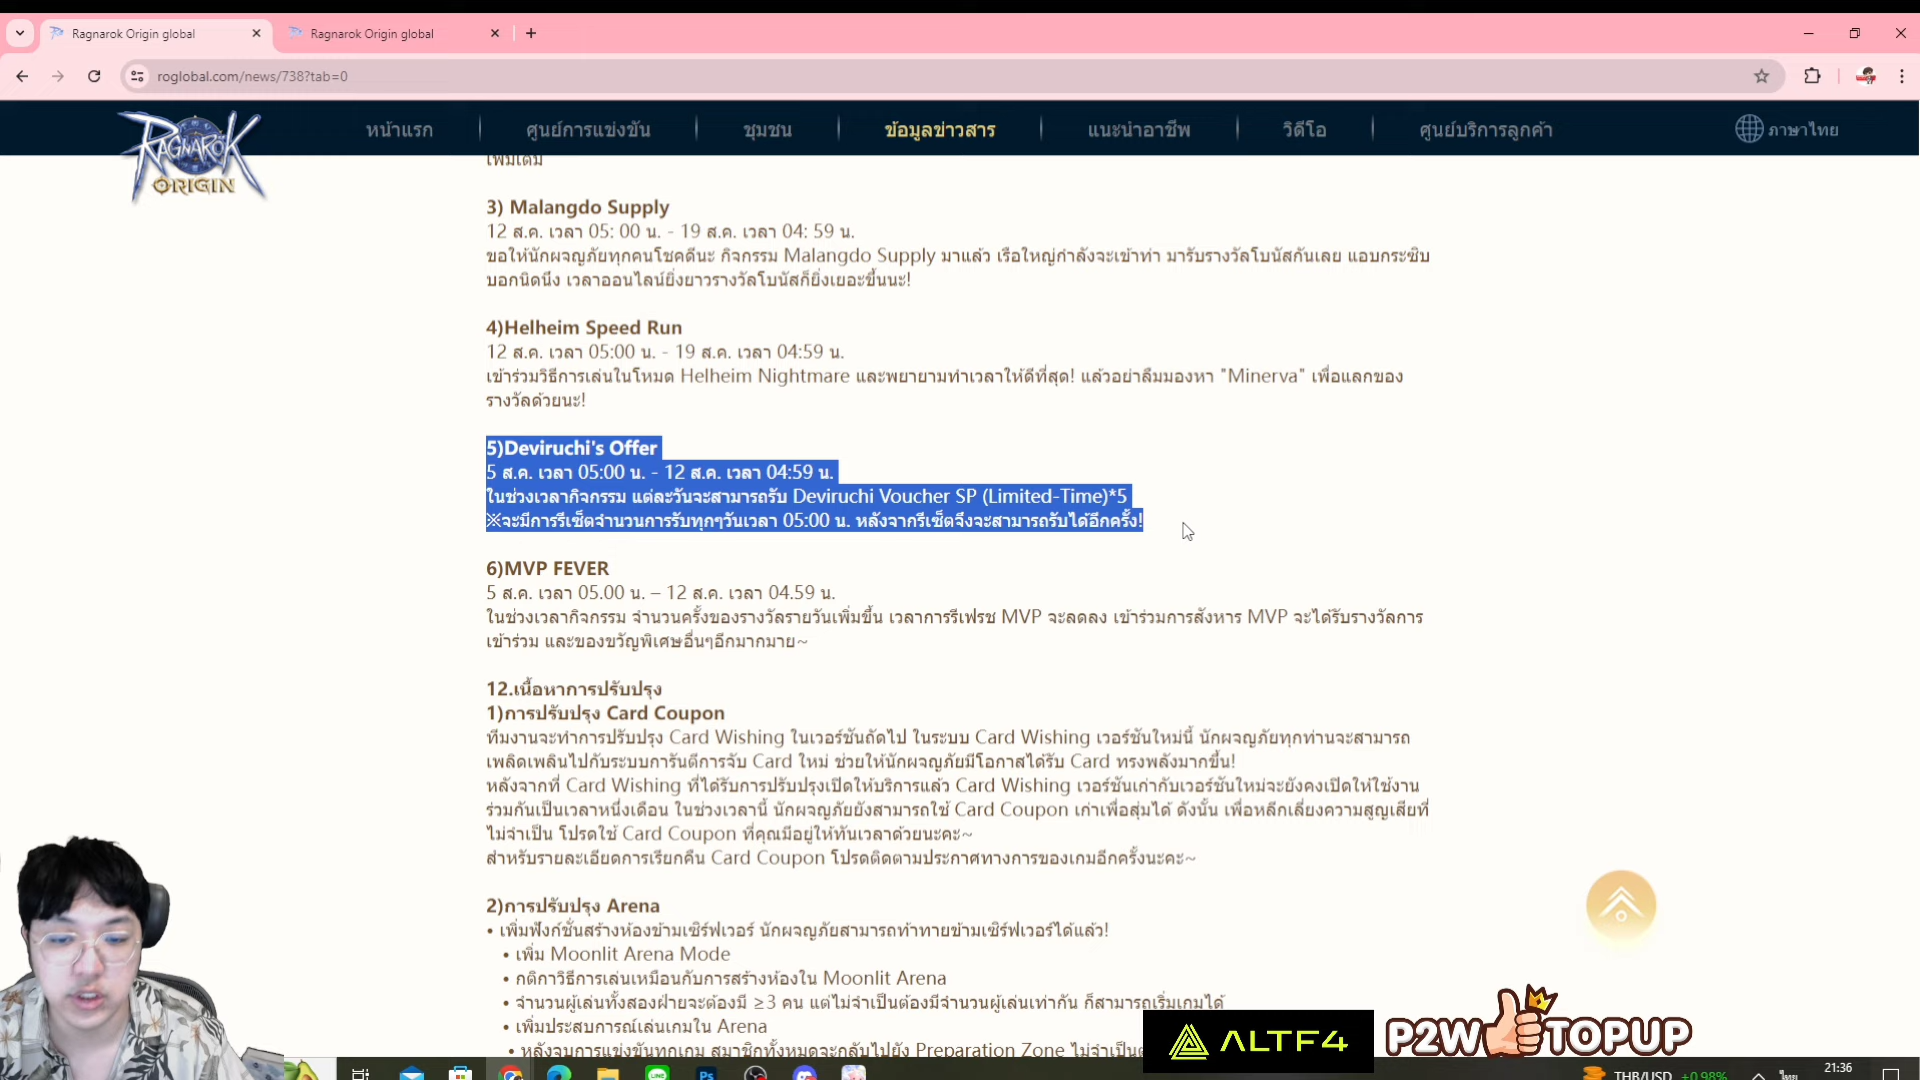 Ragnarok Origin global
Ragnarok Origin global
roglobal.com/news/738?tab=0
RAGNAROK
ORIGIN
หน้าแรก
ศูนย์การแข่งขัน
ชุมชน
ข้อมูลข่าวสาร
แนะนำอาชีพ
วิดีโอ
ศูนย์บริการลูกค้า
ภาษาไทย
เพิ่มเติม
3) Malangdo Supply
12 ส.ค. เวลา 05: 00 น. - 19 ส.ค. เวลา 04: 59 น.
ขอให้นักผจญภัยทุกคนโชคดีนะ กิจกรรม Malangdo Supply มาแล้ว เรือใหญ่กำลังจะเข้าท่า มารับรางวัลโบนัสกันเลย แอบกระซิบ
บอกนิดนึง เวลาออนไลน์ยิ่งยาวรางวัลโบนัสก็ยิ่งเยอะขึ้นนะ!
4)Helheim Speed Run
12 ส.ค. เวลา 05:00 น. - 19 ส.ค. เวลา 04:59 น.
เข้าร่วมวิธีการเล่นในโหมด Helheim Nightmare และพยายามทำเวลาให้ดีที่สุด! แล้วอย่าลืมมองหา "Minerva" เพื่อแลกของ
รางวัลด้วยนะ!
5)Deviruchi's Offer
5 ส.ค. เวลา 05:00 น. - 12 ส.ค. เวลา 04:59 น.
ในช่วงเวลากิจกรรม แต่ละวันจะสามารถรับ Deviruchi Voucher SP (Limited-Time)*5
※จะมีการรีเซ็ตจำนวนการรับทุกๆวันเวลา 05:00 น. หลังจากรีเซ็ตจึงจะสามารถรับได้อีกครั้ง!
6)MVP FEVER
5 ส.ค. เวลา 05.00 น. – 12 ส.ค. เวลา 04.59 น.
ในช่วงเวลากิจกรรม จำนวนครั้งของรางวัลรายวันเพิ่มขึ้น เวลาการรีเฟรช MVP จะลดลง เข้าร่วมการสังหาร MVP จะได้รับรางวัลการ
เข้าร่วม และของขวัญพิเศษอื่นๆอีกมากมาย~
12.เนื้อหาการปรับปรุง
1)การปรับปรุง Card Coupon
ทีมงานจะทำการปรับปรุง Card Wishing ในเวอร์ชันถัดไป ในระบบ Card Wishing เวอร์ชันใหม่นี้ นักผจญภัยทุกท่านจะสามารถ
เพลิดเพลินไปกับระบบการันตีการจับ Card ใหม่ ช่วยให้นักผจญภัยมีโอกาสได้รับ Card ทรงพลังมากขึ้น!
หลังจากที่ Card Wishing ที่ได้รับการปรับปรุงเปิดให้บริการแล้ว Card Wishing เวอร์ชันเก่ากับเวอร์ชันใหม่จะยังคงเปิดให้ใช้งาน
ร่วมกันเป็นเวลาหนึ่งเดือน ในช่วงเวลานี้ นักผจญภัยยังสามารถใช้ Card Coupon เก่าเพื่อสุ่มได้ ดังนั้น เพื่อหลีกเลี่ยงความสูญเสียที่
ไม่จำเป็น โปรดใช้ Card Coupon ที่คุณมีอยู่ให้ทันเวลาด้วยนะคะ~
สำหรับรายละเอียดการเรียกคืน Card Coupon โปรดติดตามประกาศทางการของเกมอีกครั้งนะคะ~
2)การปรับปรุง Arena
• เพิ่มฟังก์ชั่นสร้างห้องข้ามเซิร์ฟเวอร์ นักผจญภัยสามารถท้าทายข้ามเซิร์ฟเวอร์ได้แล้ว!
• เพิ่ม Moonlit Arena Mode
• กติกาวิธีการเล่นเหมือนกับการสร้างห้องใน Moonlit Arena
• จำนวนผู้เล่นทั้งสองฝ่ายจะต้องมี ≥3 คน แต่ไม่จำเป็นต้องมีจำนวนผู้เล่นเท่ากัน ก็สามารถเริ่มเกมได้
• เพิ่มประสบการณ์เล่นเกมใน Arena
• หลังจบการแข่งขันทุกเกม สมาชิกทั้งหมดจะกลับไปยัง Preparation Zone ไม่จำเป็น
ALTF4
P2W TOPUP
THB/USD +0.98%
ไทย
21:36